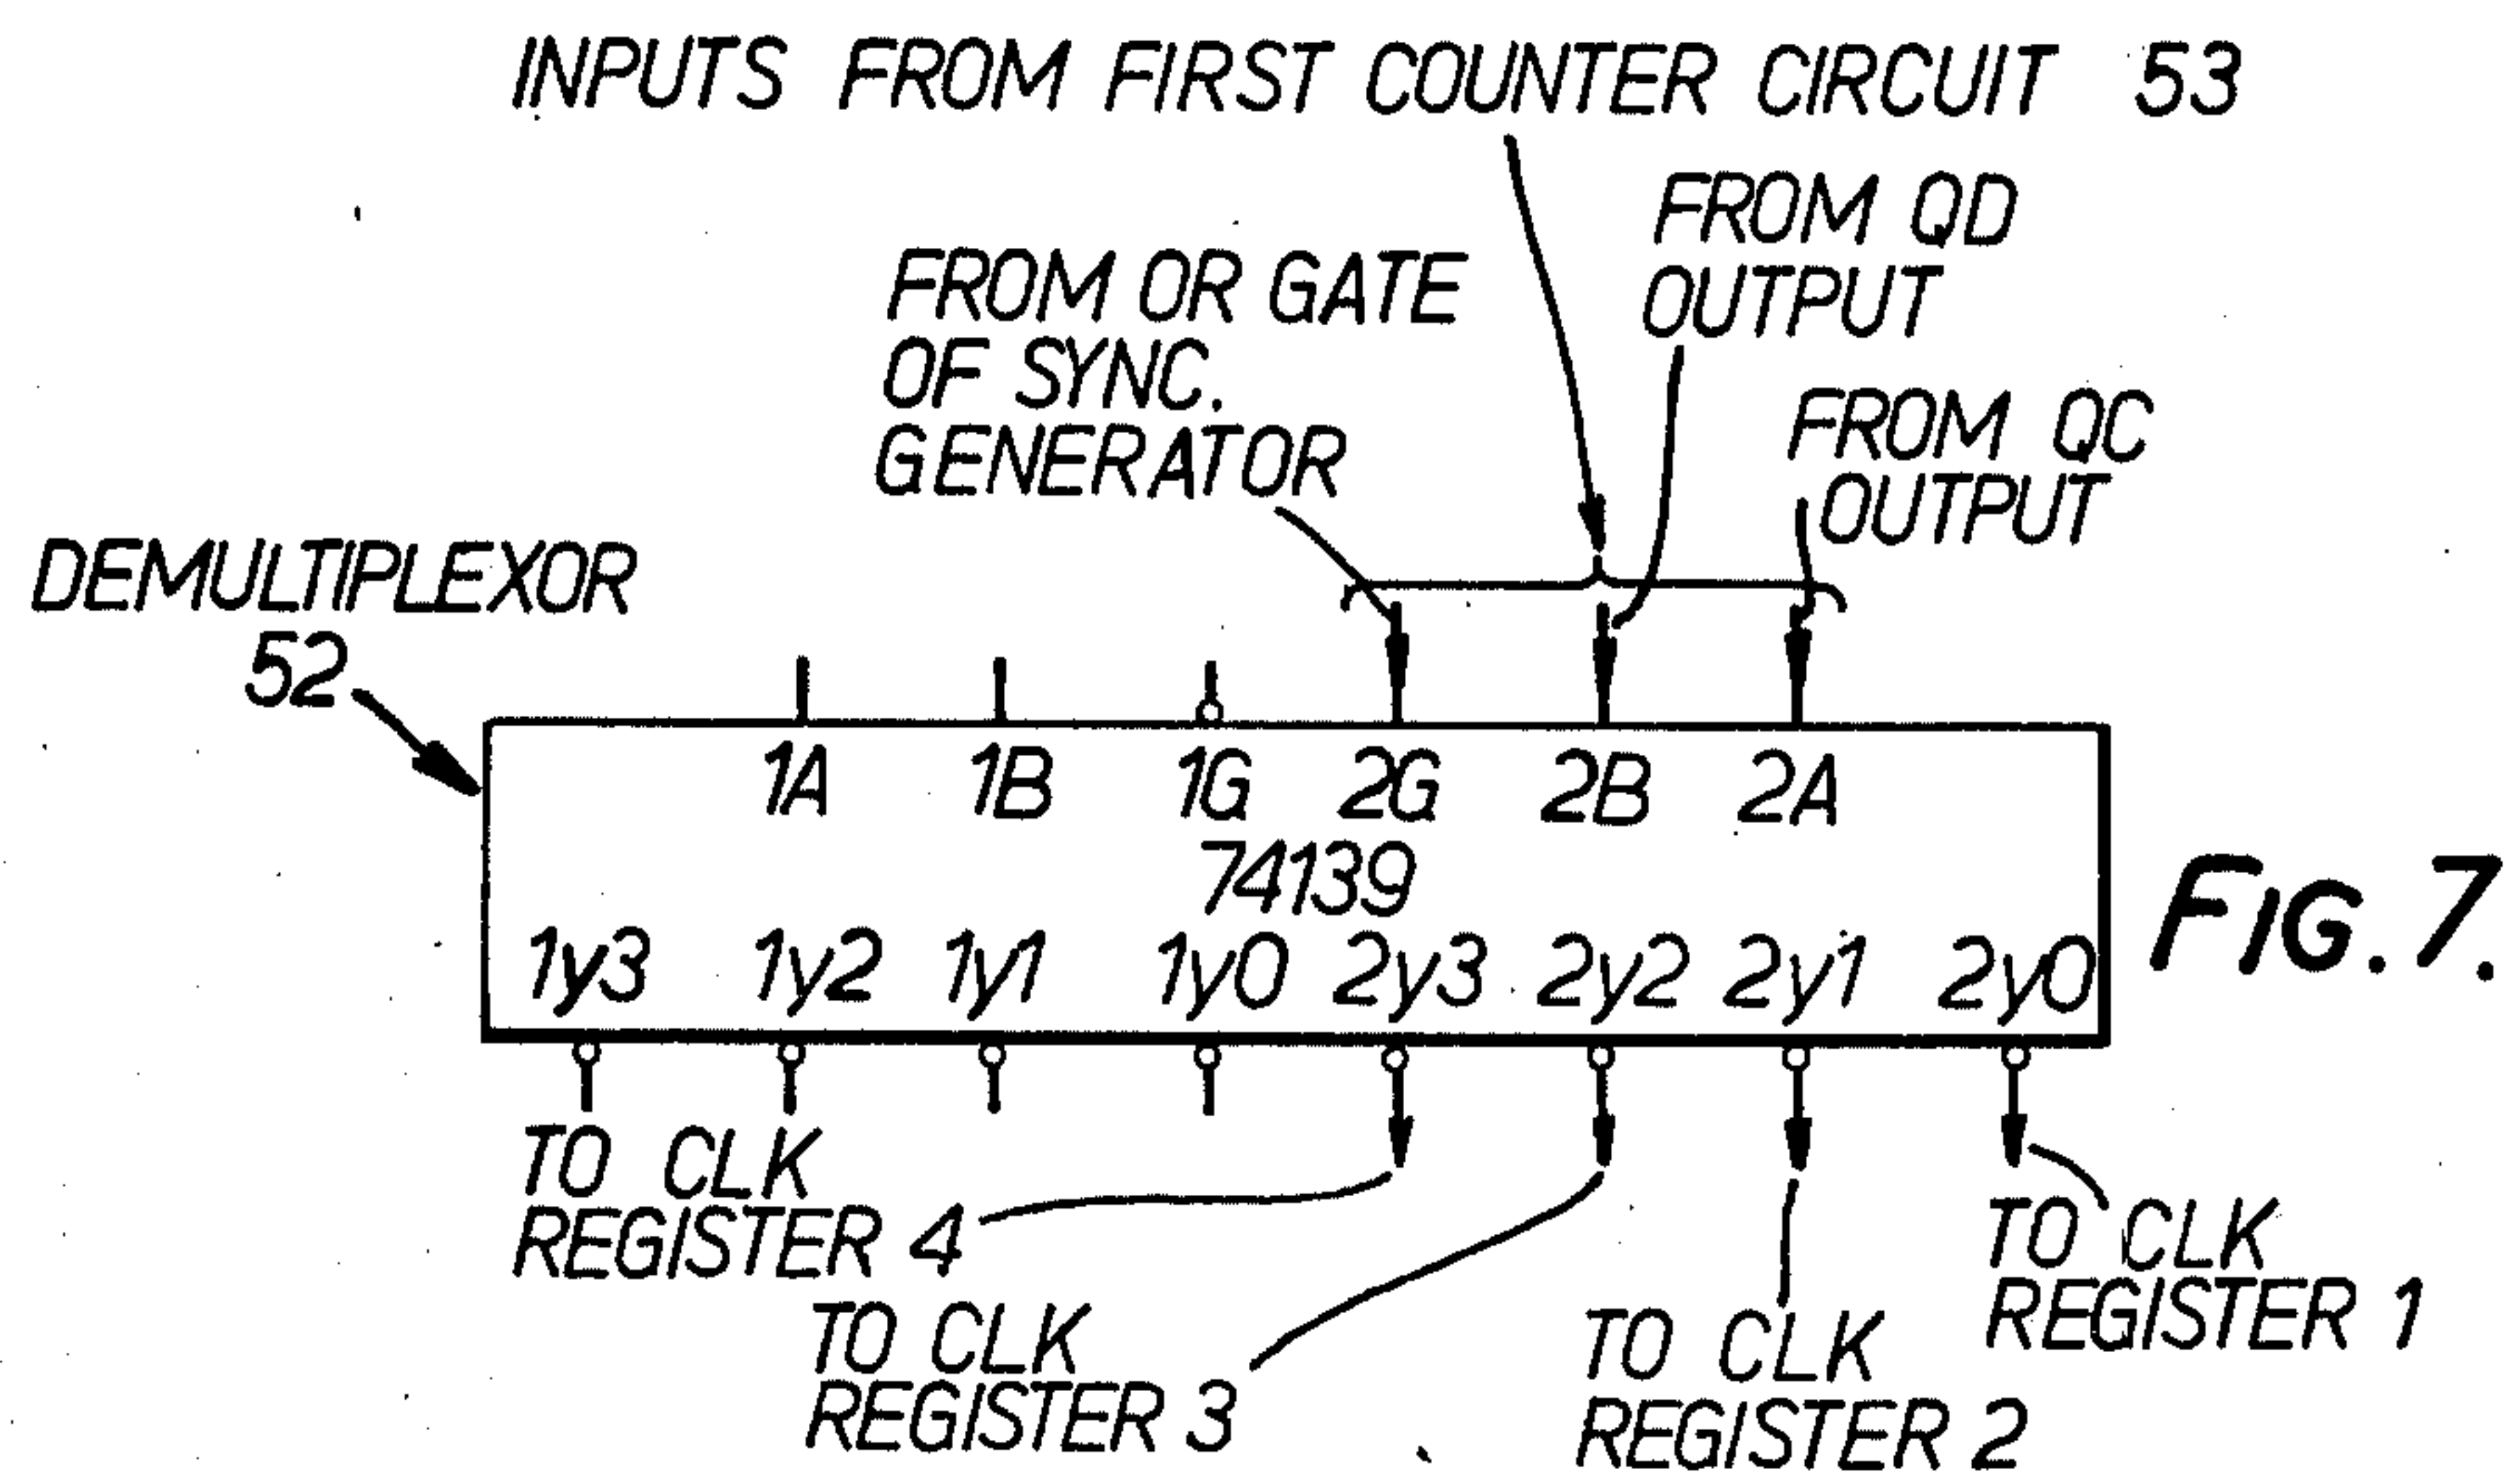 INPUTS FROM FIRST COUNTER CIRCUIT 53
FROM QD
OUTPUT
FROM OR GATE
OF SYNC.
GENERATOR
FROM QC
OUTPUT
DEMULTIPLEXOR
52
1A 1B 1G 2G 2B 2A
74139
1y3 1y2 1y1 1y0 2y3 2y2 2y1 2y0
FIG. 7.
TO CLK
REGISTER 4
TO CLK
REGISTER 3
TO CLK
REGISTER 2
TO CLK
REGISTER 1